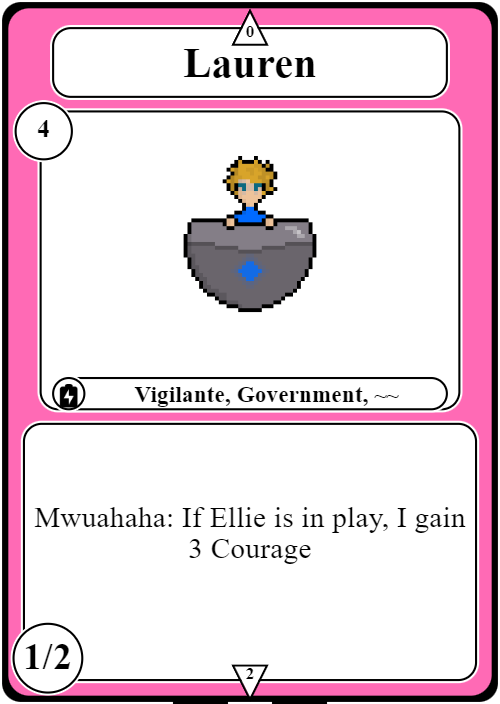 0
Lauren
4
Vigilante, Government, ~~
Mwuahaha: If Ellie is in play, I gain
3 Courage
1/2
2